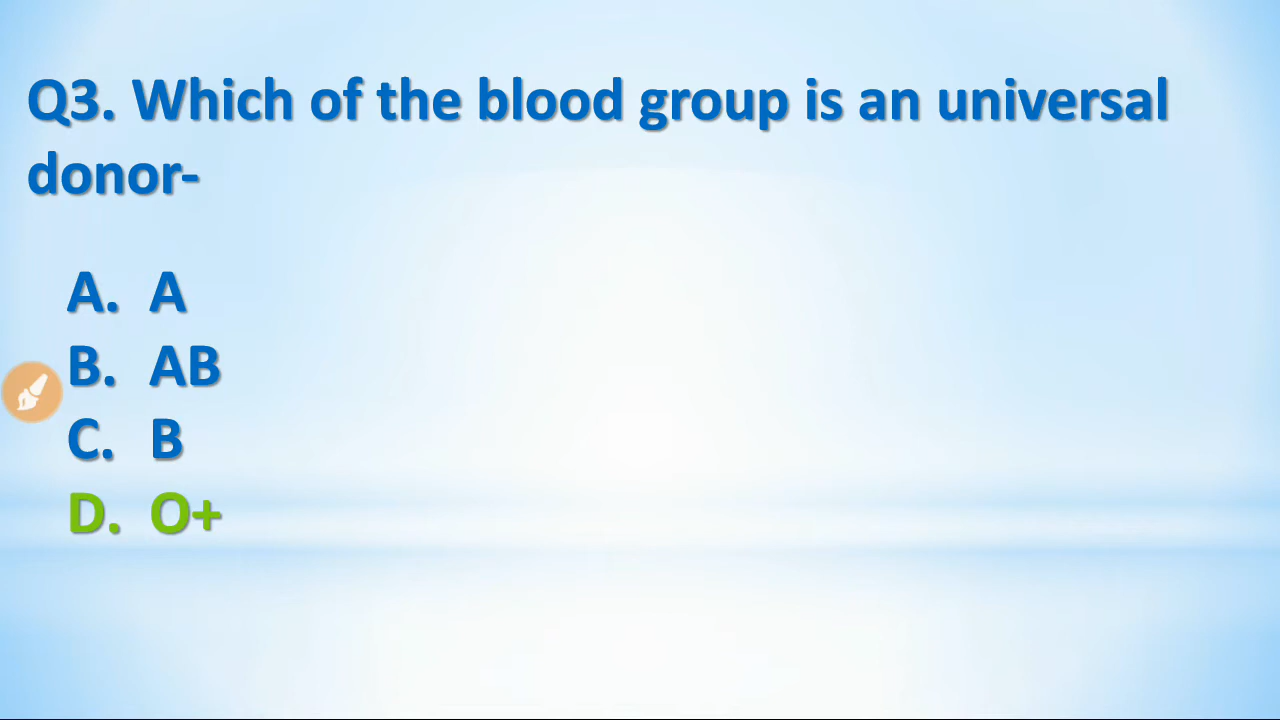 Q3. Which of the blood group is an universal
donor-
A. A
B. AB
C. B
D. O+